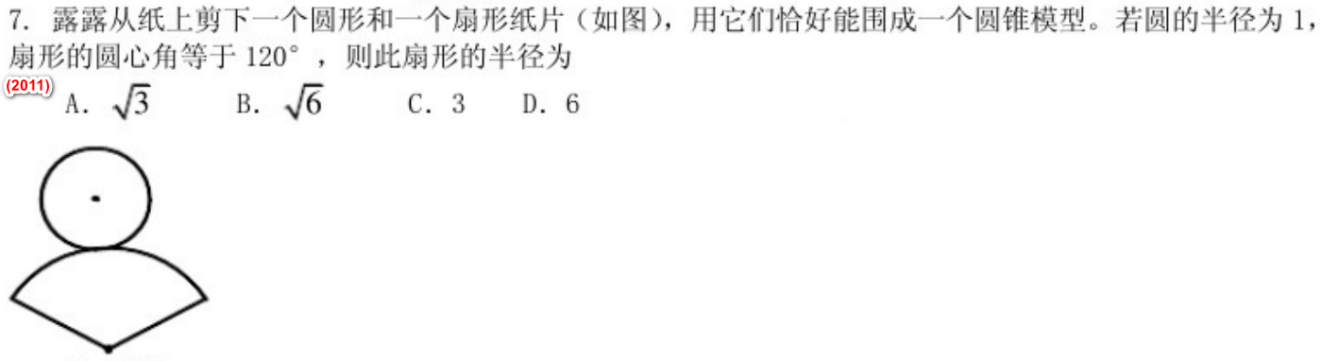 7. 露露从纸上剪下一个圆形和一个扇形纸片（如图），用它们恰好能围成一个圆锥模型。若圆的半径为 1，
扇形的圆心角等于 120°，则此扇形的半径为
(2011)
A. √3 B. √6 C. 3 D. 6